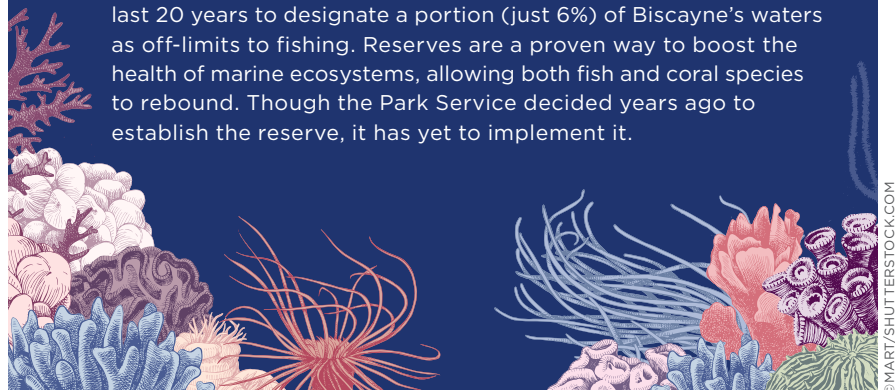 last 20 years to designate a portion (just 6%) of Biscayne’s waters
as off-limits to fishing. Reserves are a proven way to boost the
health of marine ecosystems, allowing both fish and coral species
to rebound. Though the Park Service decided years ago to
establish the reserve, it has yet to implement it.
ART/SHUTTERSTOCK.COM